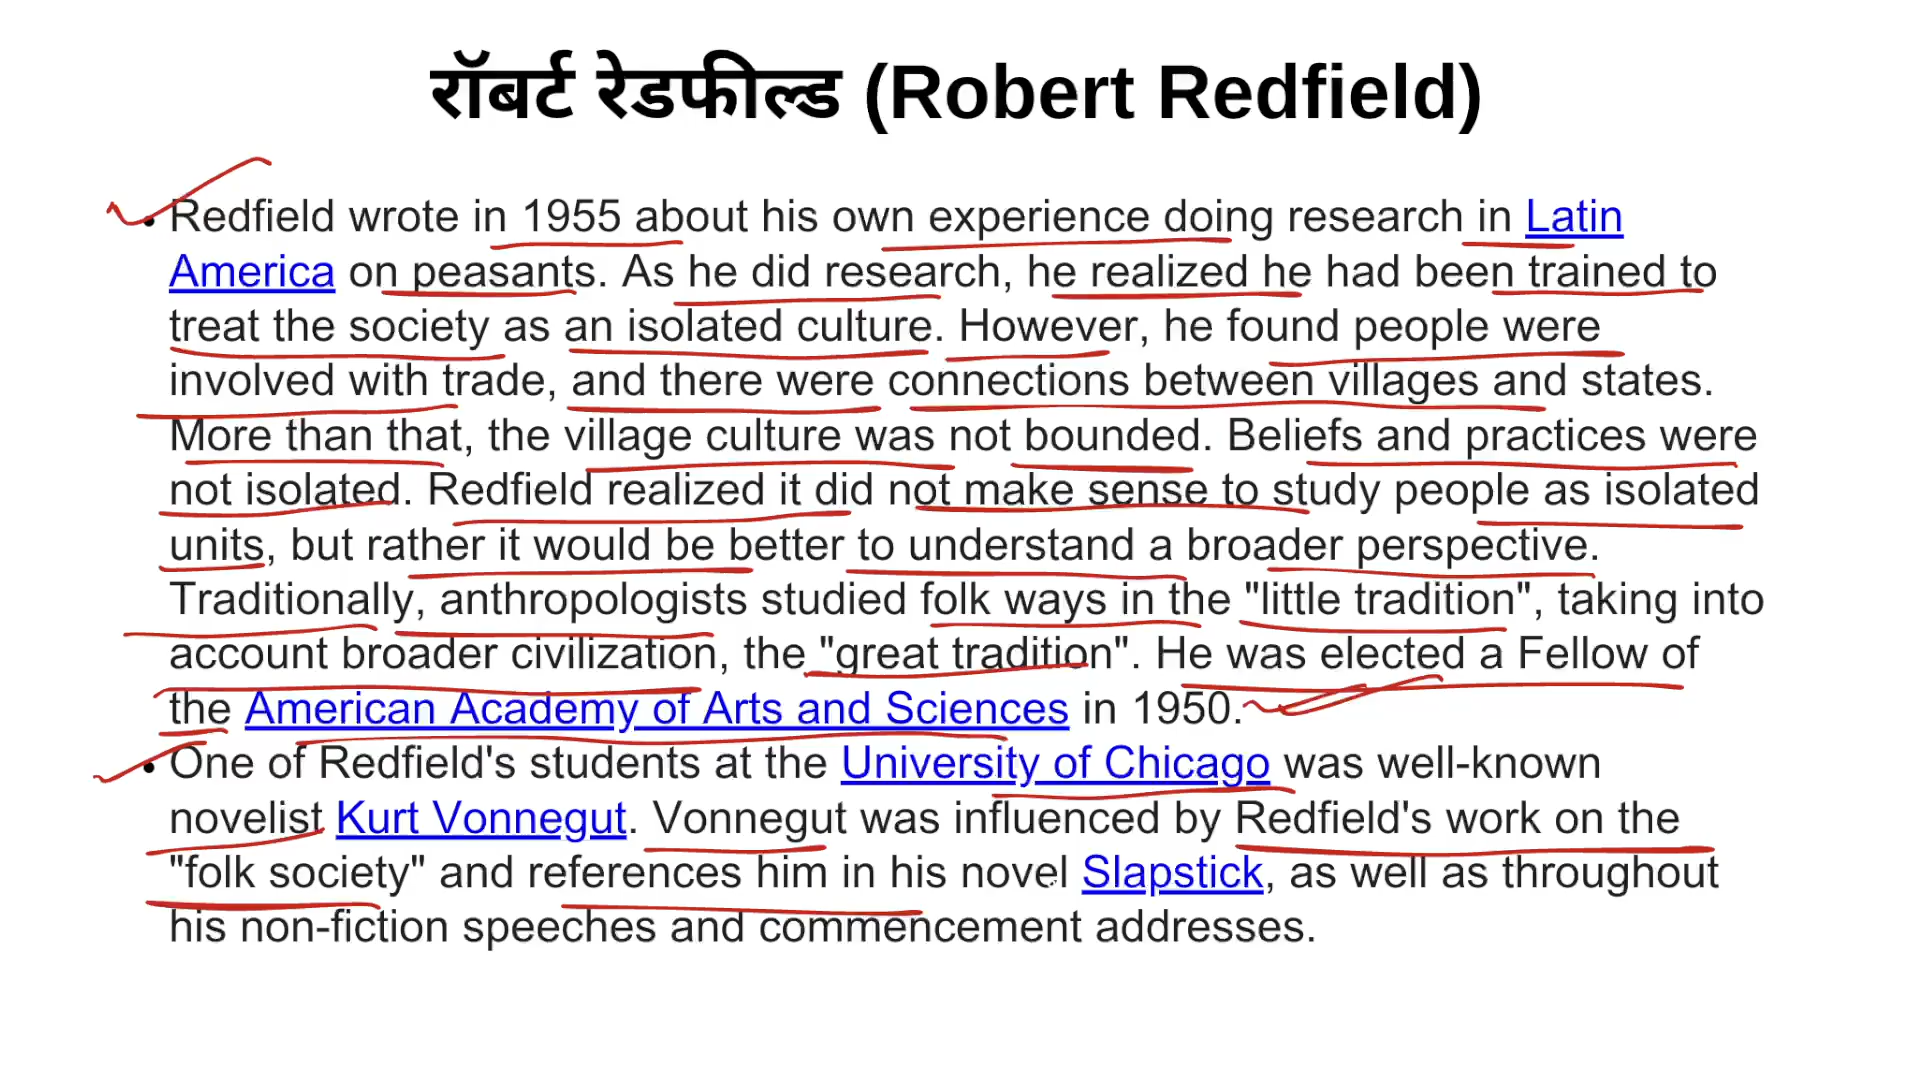 रॉबर्ट रेडफील्ड (Robert Redfield)
• Redfield wrote in 1955 about his own experience doing research in Latin
America on peasants. As he did research, he realized he had been trained to
treat the society as an isolated culture. However, he found people were
involved with trade, and there were connections between villages and states.
More than that, the village culture was not bounded. Beliefs and practices were
not isolated. Redfield realized it did not make sense to study people as isolated
units, but rather it would be better to understand a broader perspective.
Traditionally, anthropologists studied folk ways in the "little tradition", taking into
account broader civilization, the "great tradition". He was elected a Fellow of
the American Academy of Arts and Sciences in 1950.
• One of Redfield's students at the University of Chicago was well-known
novelist Kurt Vonnegut. Vonnegut was influenced by Redfield's work on the
"folk society" and references him in his novel Slapstick, as well as throughout
his non-fiction speeches and commencement addresses.